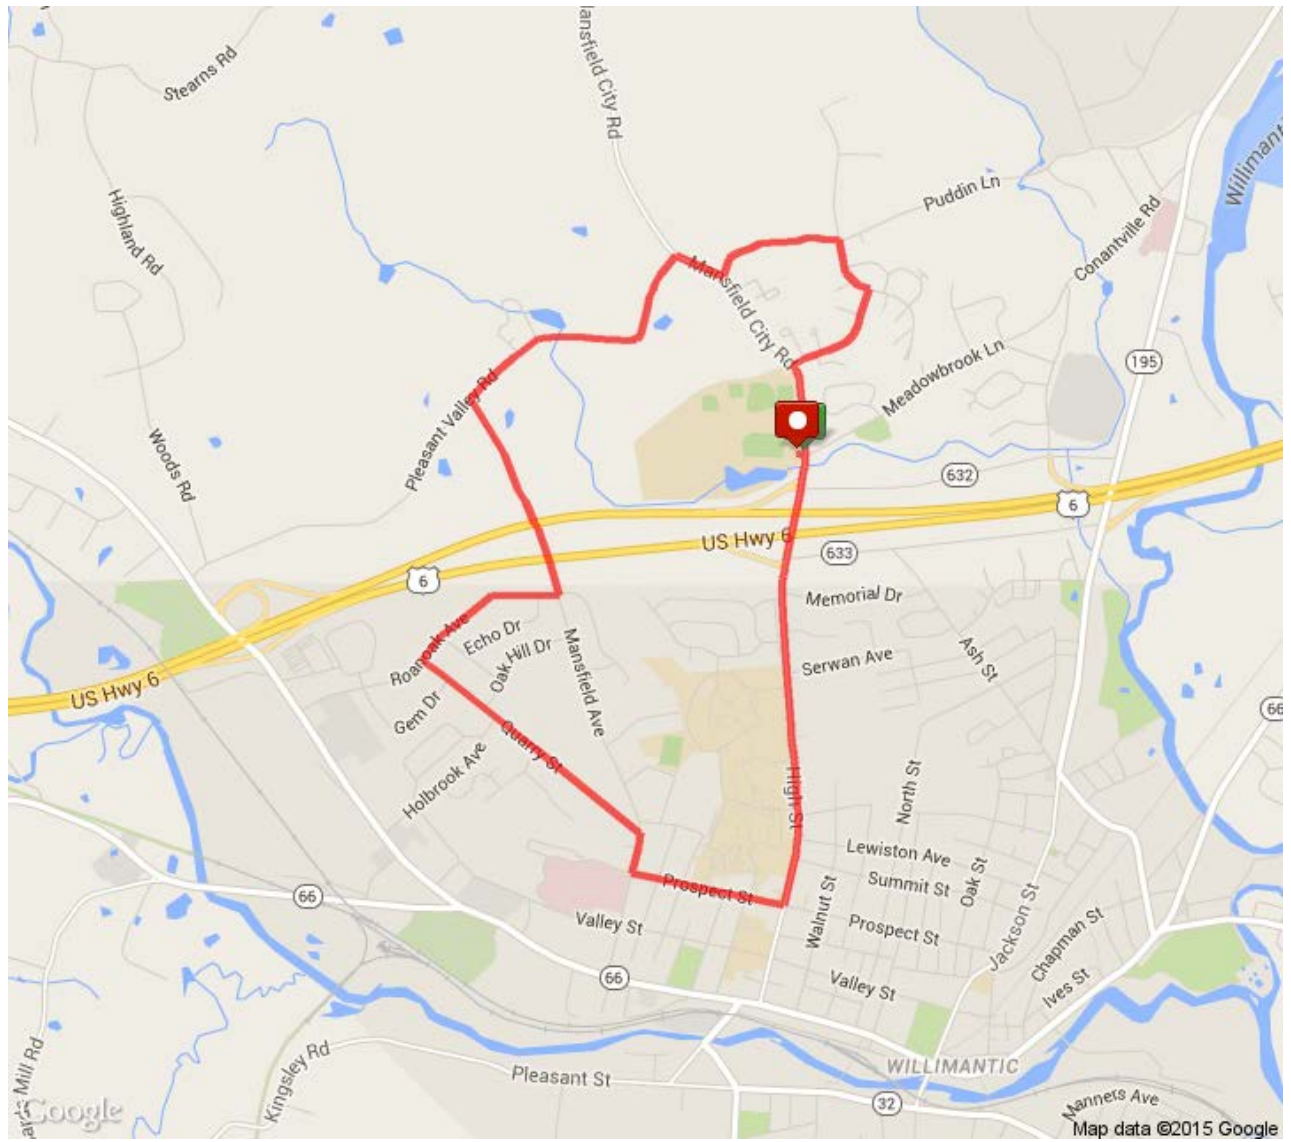 Stearns Rd
ansfield City Rd
Highland Rd
Puddin Ln
Willimant
Conantville Rd
Mansfield City Rd
195
Meadowbrook Ln
Pleasant Valley Rd
Woods Rd
632
6
US Hwy 6
633
6
Memorial Dr
Roanoak Ave
Echo Dr
Oak Hill Dr
Mansfield Ave
Serwan Ave
Ash St
US Hwy 6
Gem Dr
66
Quarry St
Holbrook Ave
High St
North St
Lewiston Ave
Summit St
Oak St
66
Prospect St
Walnut St
Valley St
Prospect St
Jackson St
Chapman St
66
Valley St
Ives St
WILLIMANTIC
Kingsley Rd
Pleasant St
32
Manners Ave
Mill Rd
Google
Map data ©2015 Google